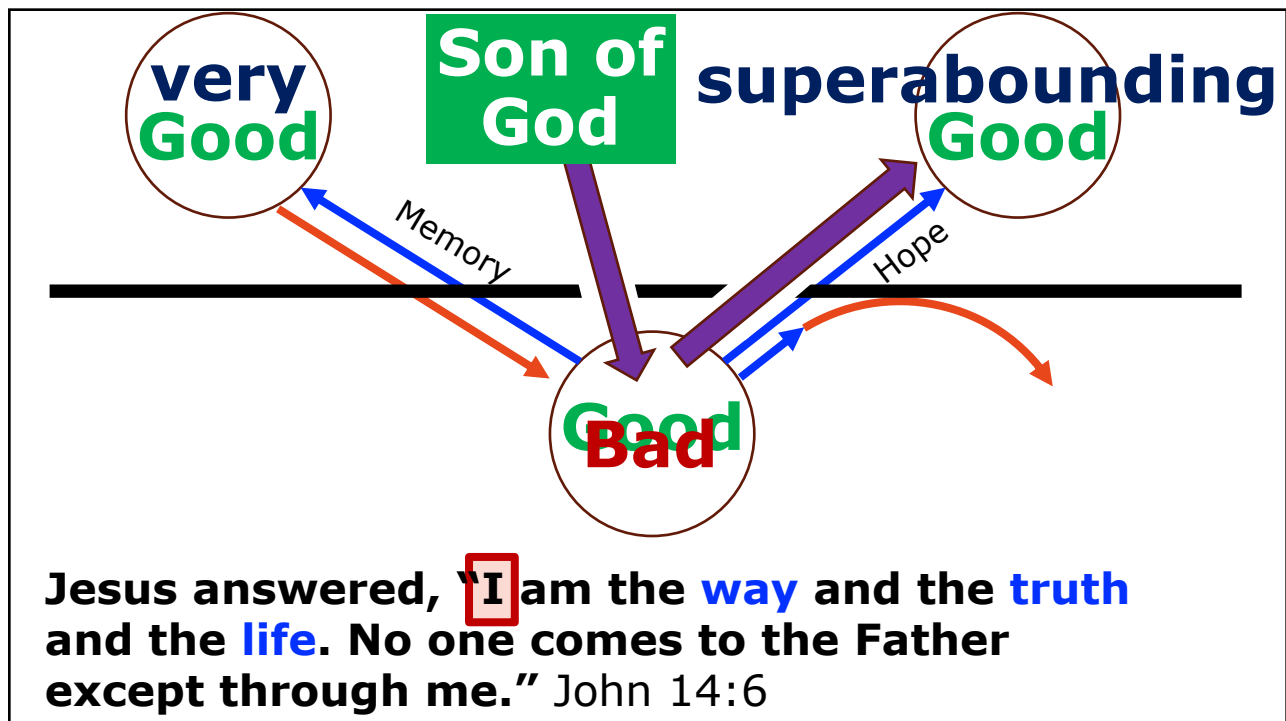 very
Good
Son of
God
superabounding
Good
Memory
Hope
Good
Bad
Jesus answered, “I am the way and the truth
and the life. No one comes to the Father
except through me.” John 14:6